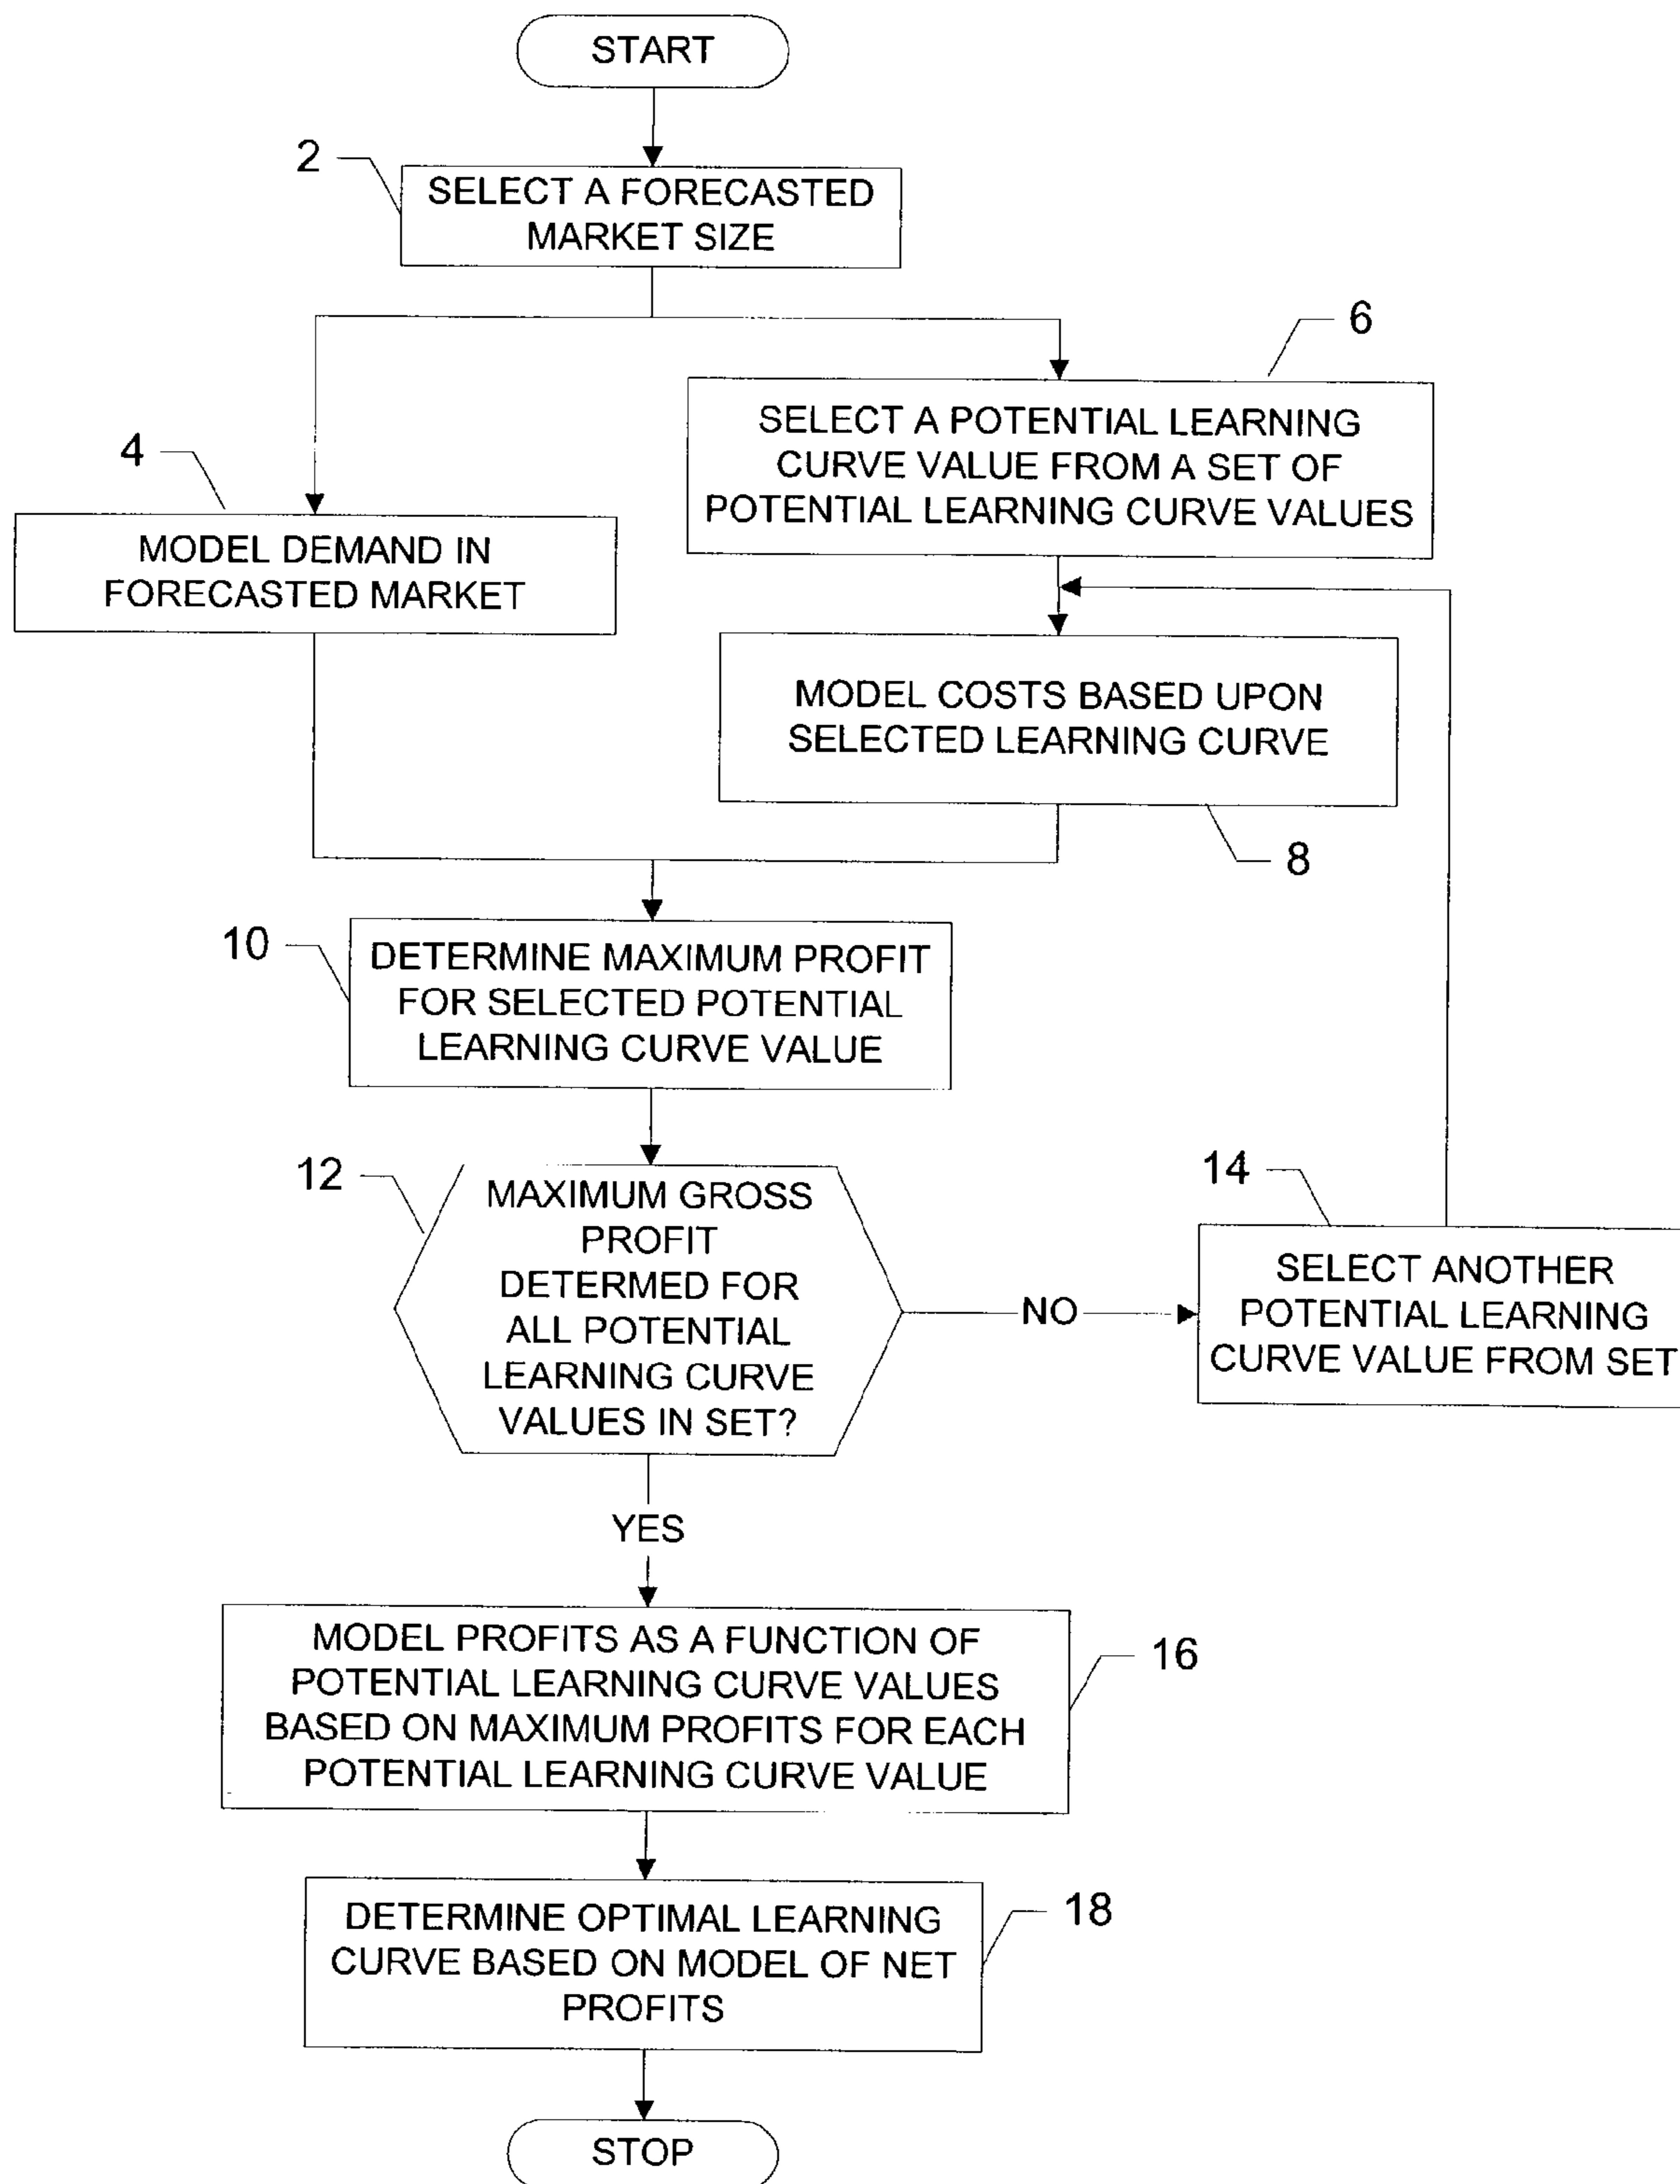 START
2
SELECT A FORECASTED
MARKET SIZE
6
SELECT A POTENTIAL LEARNING
CURVE VALUE FROM A SET OF
POTENTIAL LEARNING CURVE VALUES
4
MODEL DEMAND IN
FORECASTED MARKET
MODEL COSTS BASED UPON
SELECTED LEARNING CURVE
8
10
DETERMINE MAXIMUM PROFIT
FOR SELECTED POTENTIAL
LEARNING CURVE VALUE
12
MAXIMUM GROSS
PROFIT
DETERMED FOR
ALL POTENTIAL
LEARNING CURVE
VALUES IN SET?
NO
14
SELECT ANOTHER
POTENTIAL LEARNING
CURVE VALUE FROM SET
YES
MODEL PROFITS AS A FUNCTION OF
POTENTIAL LEARNING CURVE VALUES
BASED ON MAXIMUM PROFITS FOR EACH
POTENTIAL LEARNING CURVE VALUE
16
DETERMINE OPTIMAL LEARNING
CURVE BASED ON MODEL OF NET
PROFITS
18
STOP